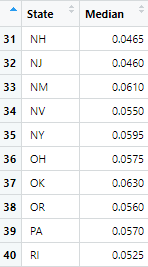 State Median
31 NH 0.0465
32 NJ 0.0460
33 NM 0.0610
34 NV 0.0550
35 NY 0.0595
36 OH 0.0575
37 OK 0.0630
38 OR 0.0560
39 PA 0.0570
40 RI 0.0525